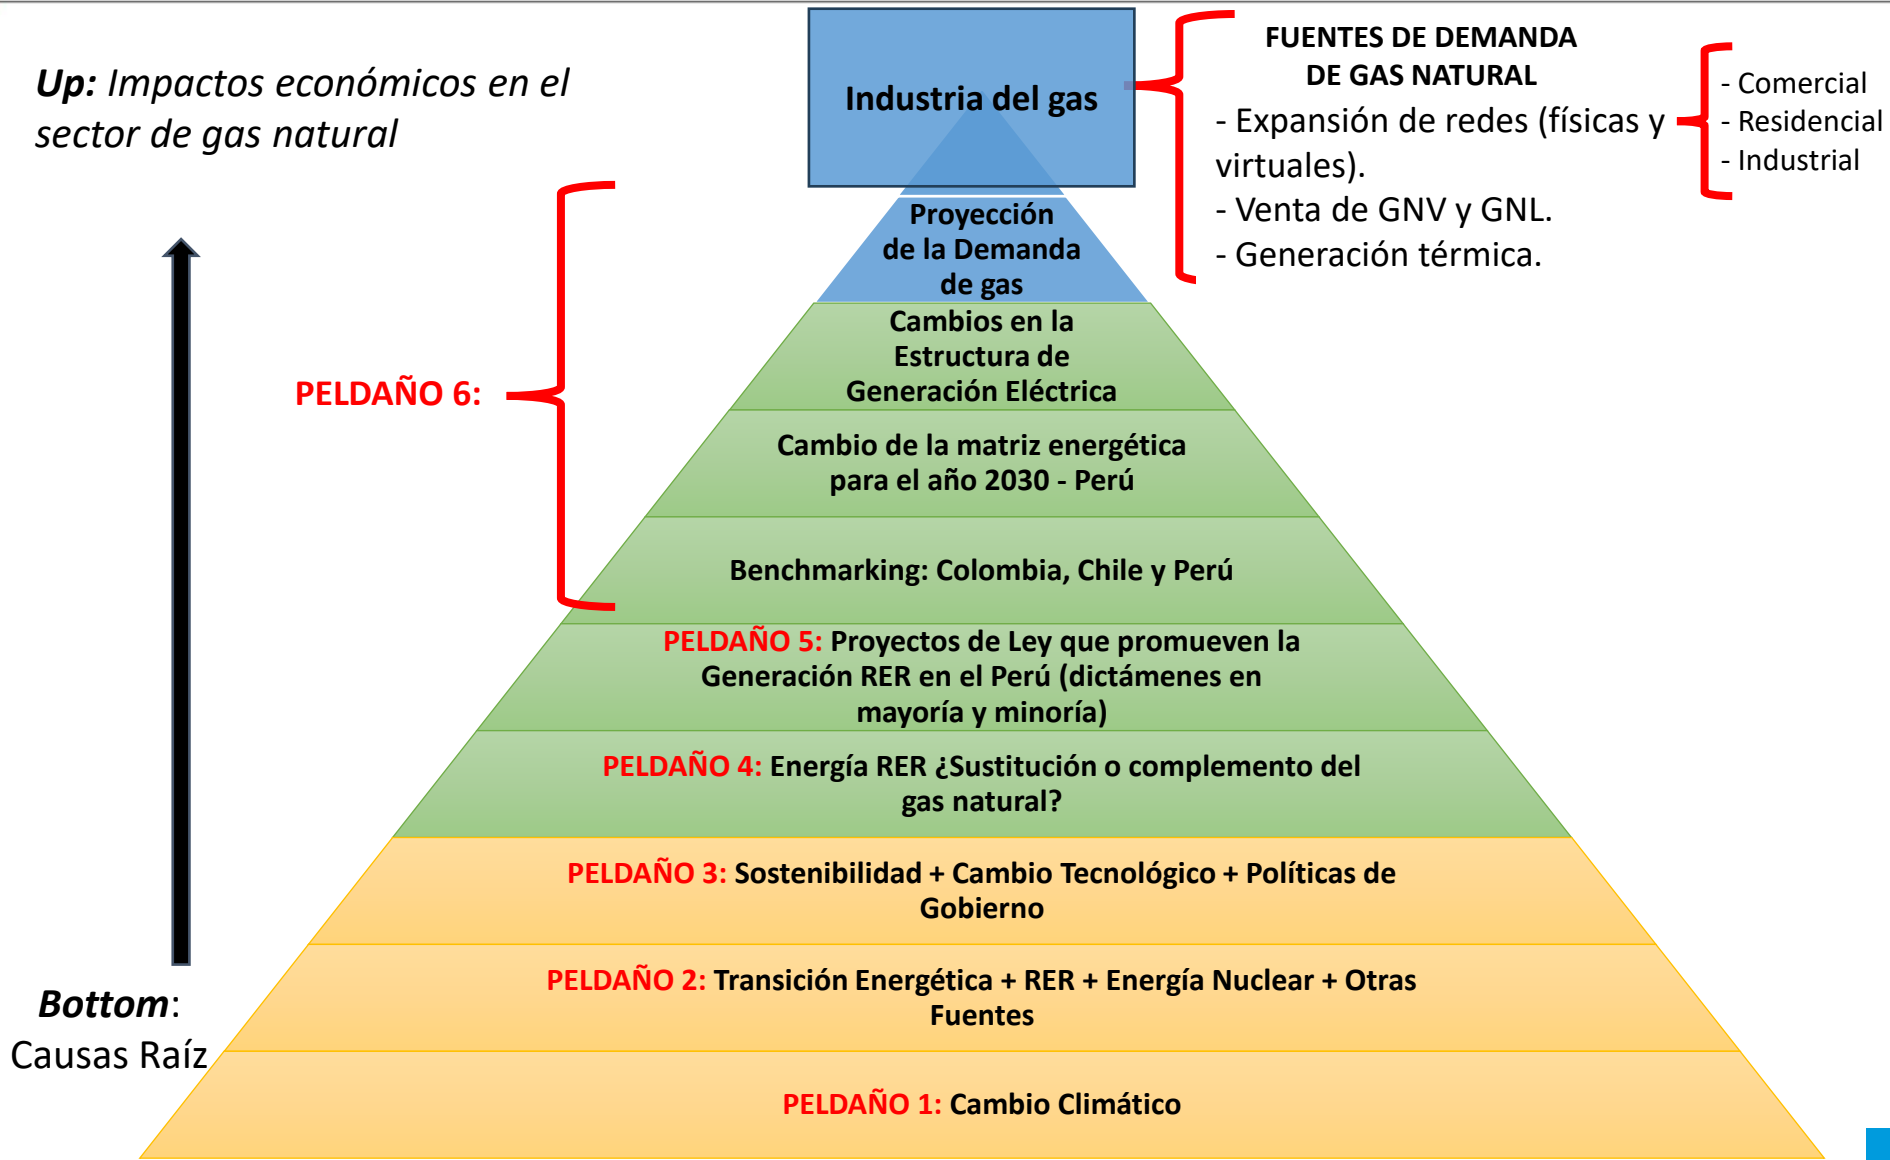 Up: Impactos económicos en el
sector de gas natural
Industria del gas
FUENTES DE DEMANDA
DE GAS NATURAL
- Expansión de redes (físicas y
virtuales).
- Venta de GNV y GNL.
- Generación térmica.
- Comercial
- Residencial
- Industrial
Proyección
de la Demanda
de gas
Cambios en la
Estructura de
Generación Eléctrica
PELDAÑO 6:
Cambio de la matriz energética
para el año 2030 - Perú
Benchmarking: Colombia, Chile y Perú
PELDAÑO 5: Proyectos de Ley que promueven la
Generación RER en el Perú (dictámenes en
mayoría y minoría)
PELDAÑO 4: Energía RER ¿Sustitución o complemento del
gas natural?
PELDAÑO 3: Sostenibilidad + Cambio Tecnológico + Políticas de
Gobierno
PELDAÑO 2: Transición Energética + RER + Energía Nuclear + Otras
Fuentes
Bottom:
Causas Raíz
PELDAÑO 1: Cambio Climático